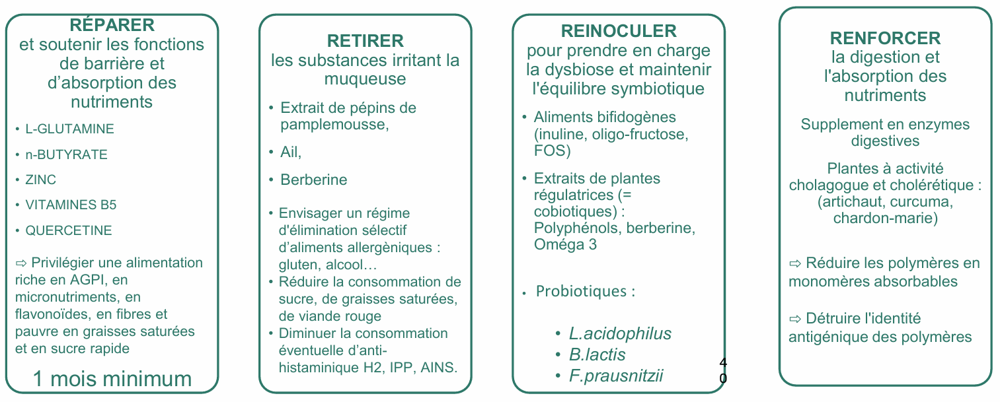 RÉPARER
et soutenir les fonctions
de barrière et
d’absorption des
nutriments
• L-GLUTAMINE
• n-BUTYRATE
• ZINC
• VITAMINES B5
• QUERCETINE
⇨ Privilégier une alimentation
riche en AGPI, en
micronutriments, en
flavonoïdes, en fibres et
pauvre en graisses saturées
et en sucre rapide
1 mois minimum
RETIRER
les substances irritant la
muqueuse
• Extrait de pépins de
pamplemousse,
• Ail,
• Berberine
• Envisager un régime
d'élimination sélectif
d’aliments allergèniques :
gluten, alcool…
• Réduire la consommation de
sucre, de graisses saturées,
de viande rouge
• Diminuer la consommation
éventuelle d’anti-
histaminique H2, IPP, AINS.
REINOCULER
pour prendre en charge
la dysbiose et maintenir
l'équilibre symbiotique
• Aliments bifidogènes
(inuline, oligo-fructose,
FOS)
• Extraits de plantes
régulatrices (=
cobiotiques) :
Polyphénols, berberine,
Oméga 3
• Probiotiques :
• L.acidophilus
• B.lactis
• F.prausnitzii
4
0
RENFORCER
la digestion et
l'absorption des
nutriments
Supplement en enzymes
digestives
Plantes à activité
cholagogue et cholérétique :
(artichaut, curcuma,
chardon-marie)
⇨ Réduire les polymères en
monomères absorbables
⇨ Détruire l'identité
antigénique des polymères